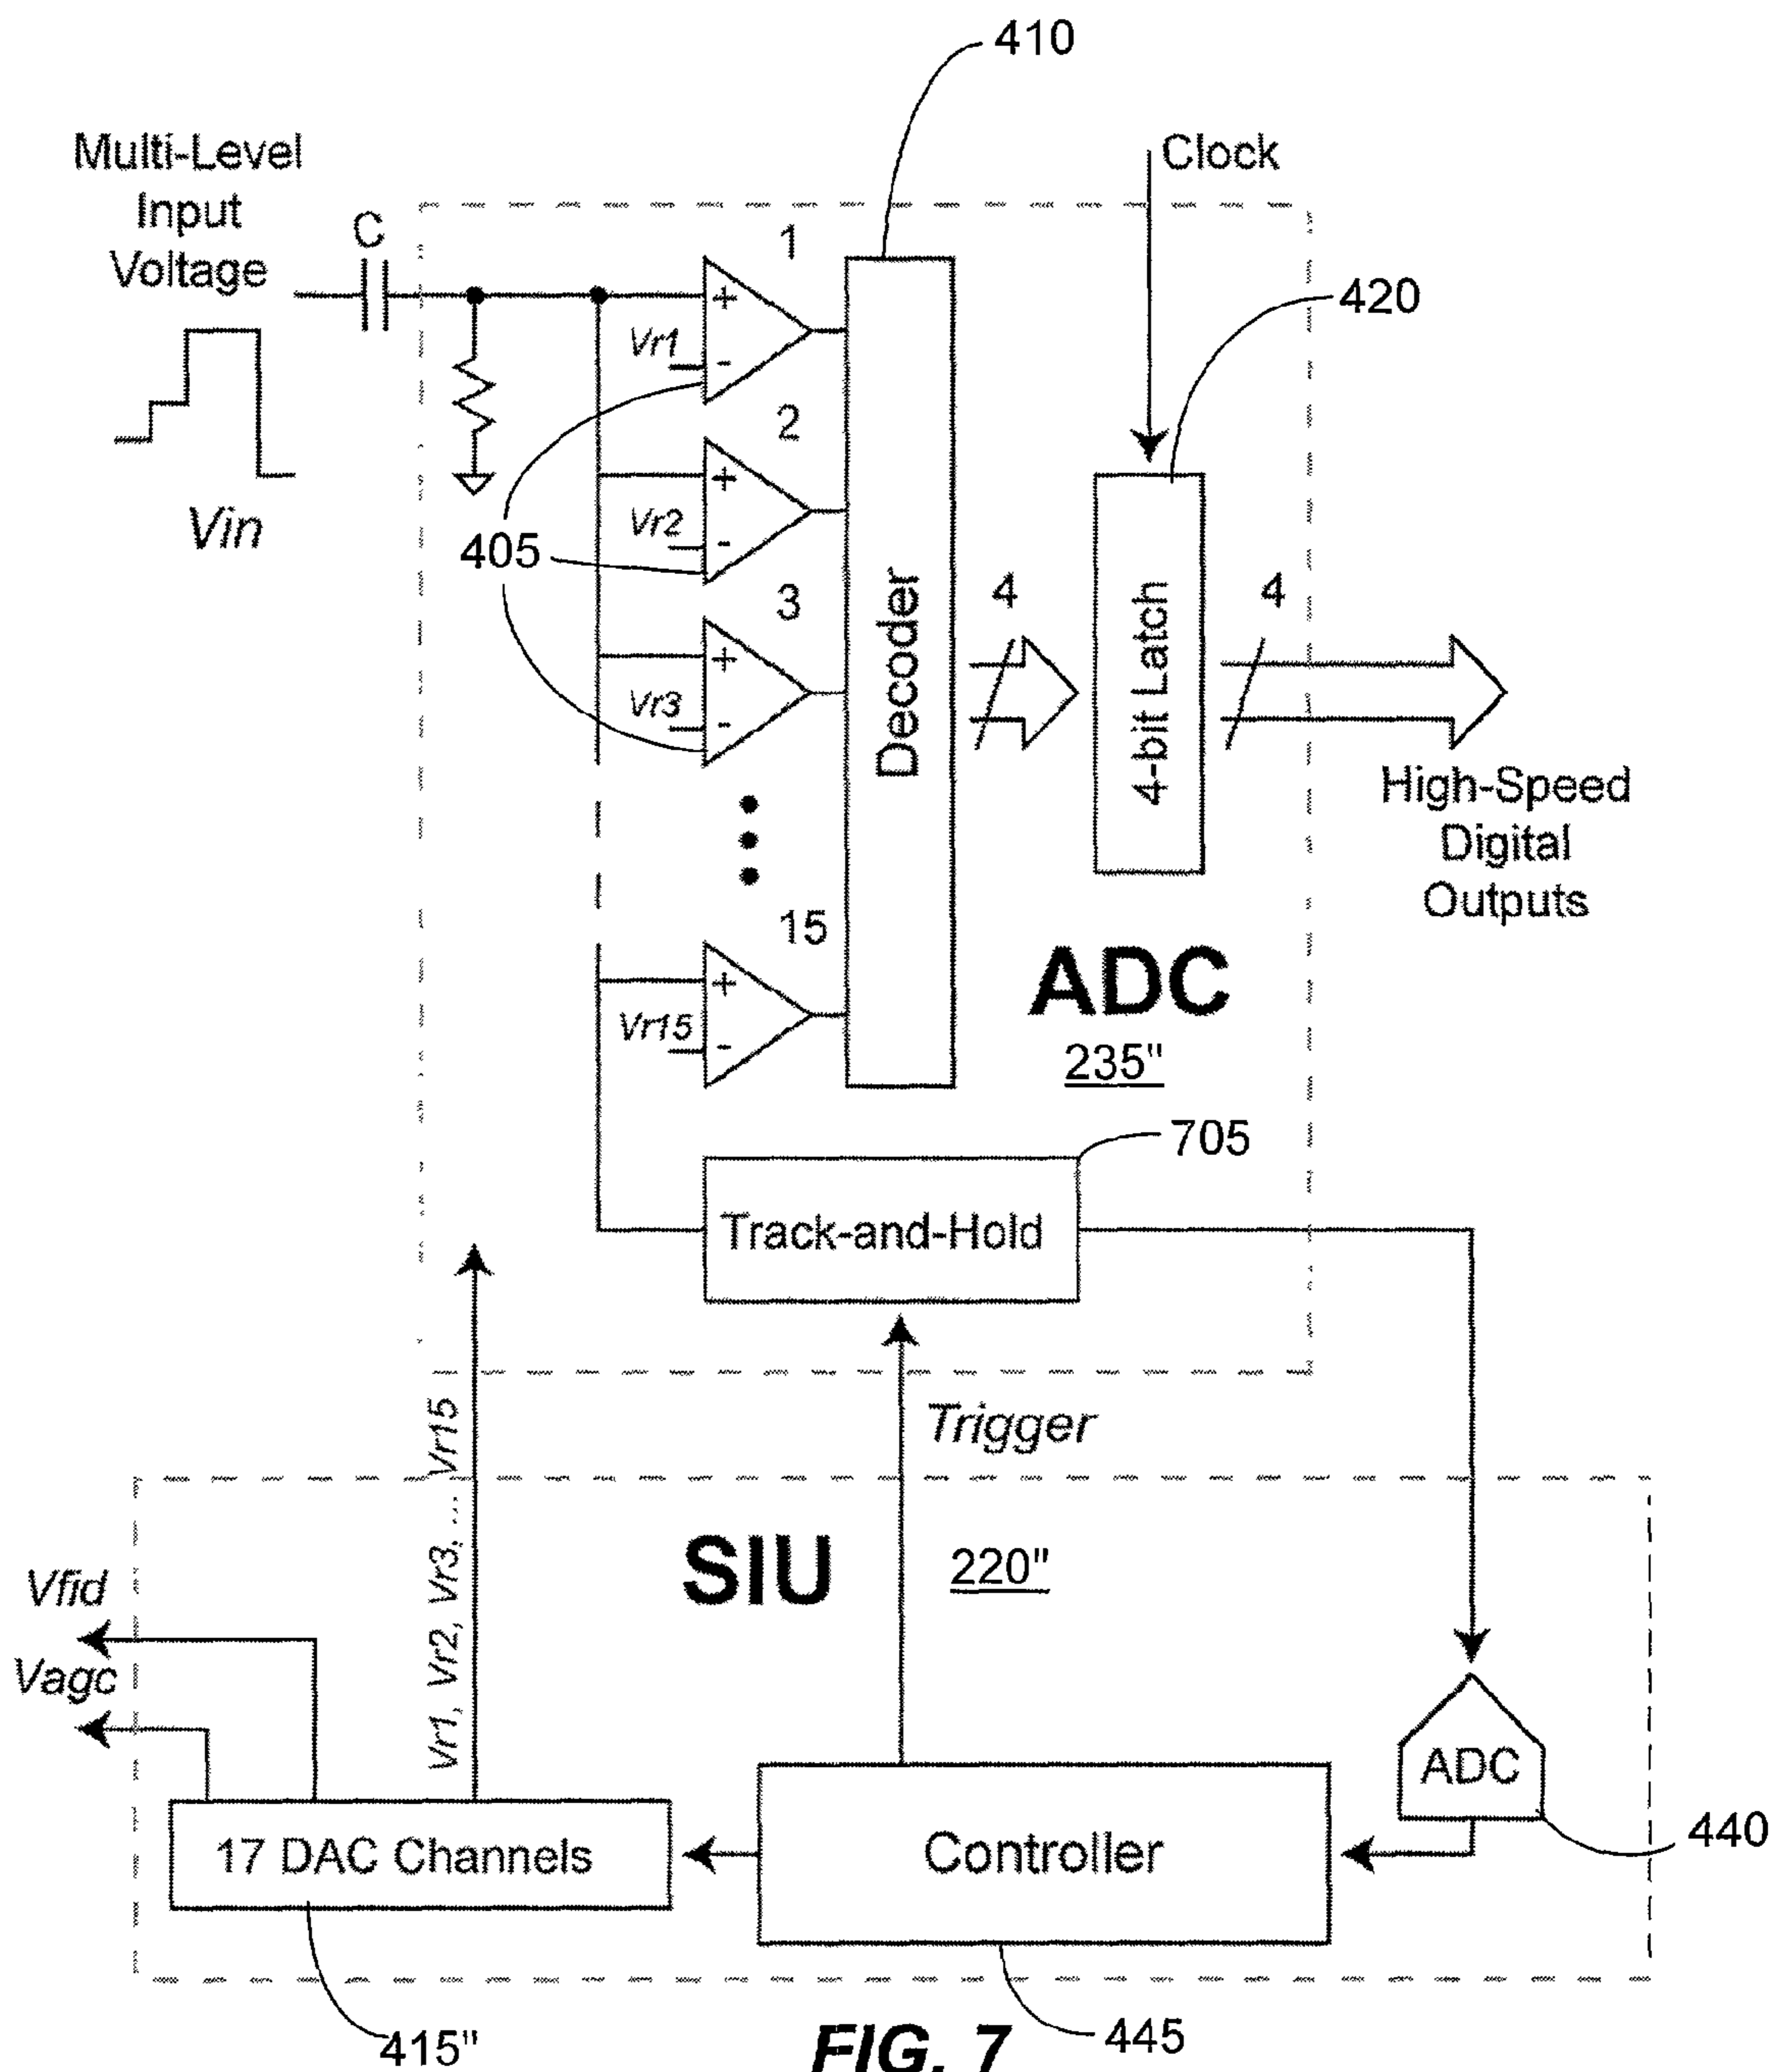 410
Multi-Level
Input
Voltage
C
Clock
1
+
Vr1
-
420
2
+
Vr2
-
Vin
405
3
+
Vr3
-
Decoder
4
4-bit Latch
4
High-Speed
Digital
Outputs
15
+
Vr15
-
ADC
235"
705
Track-and-Hold
Trigger
Vr1, Vr2, Vr3, ... Vr15
SIU
220"
Vfid
Vagc
ADC
440
17 DAC Channels
Controller
415"
445
FIG. 7